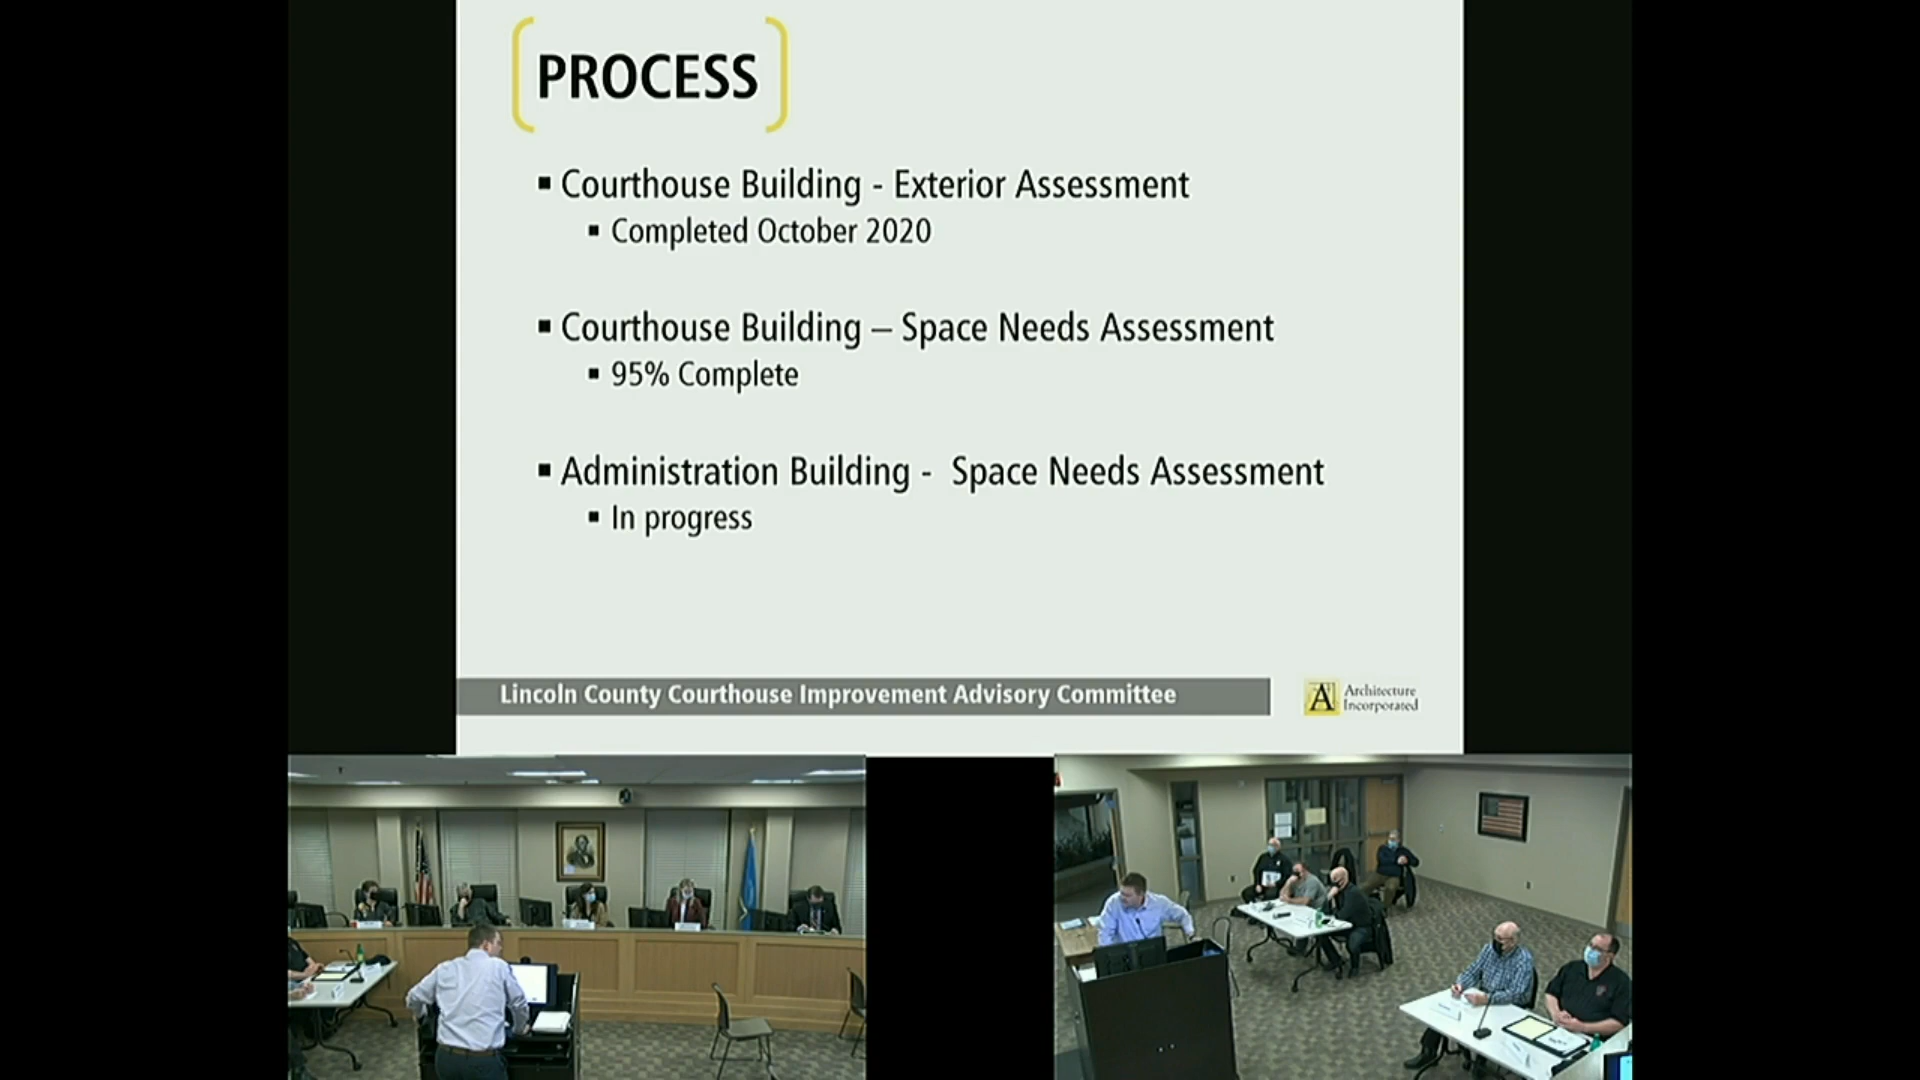 PROCESS
▪ Courthouse Building - Exterior Assessment
▪ Completed October 2020
▪ Courthouse Building – Space Needs Assessment
▪ 95% Complete
▪ Administration Building -  Space Needs Assessment
▪ In progress
Lincoln County Courthouse Improvement Advisory Committee
A
Architecture
Incorporated